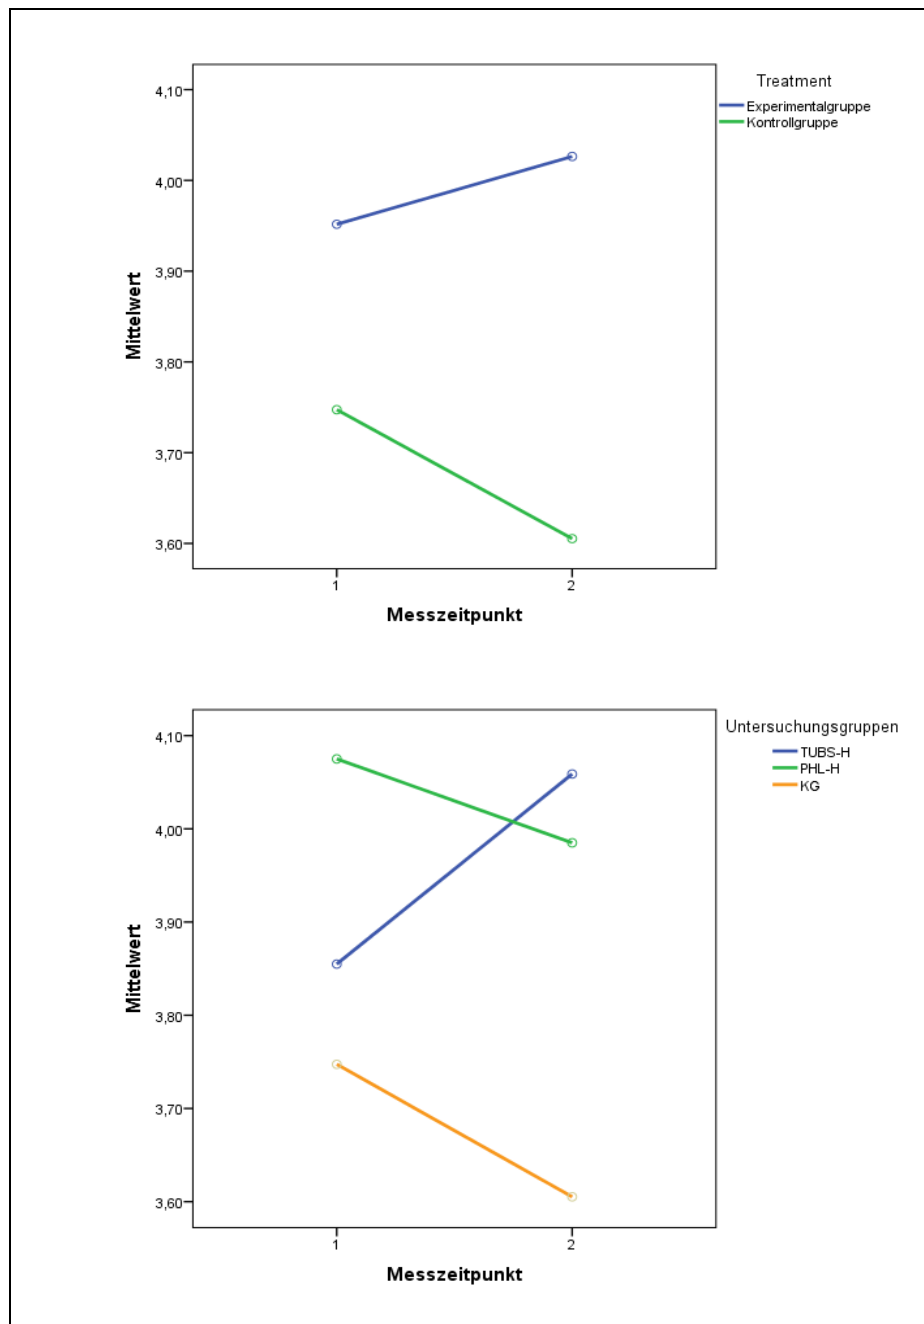 Treatment
Experimentalgruppe
Kontrollgruppe
Mittelwert
4,10
4,00
3,90
3,80
3,70
3,60
1 2
Messzeitpunkt
Untersuchungsgruppen
TUBS-H
PHL-H
KG
Mittelwert
4,10
4,00
3,90
3,80
3,70
3,60
1 2
Messzeitpunkt